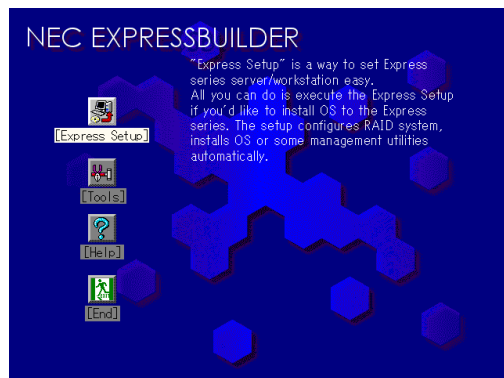 NEC EXPRESSBUILDER
"Express Setup" is a way to set Express
series server/workstation easy.
All you can do is execute the Express Setup
if you'd like to install OS to the Express
series. The setup configures RAID system,
installs OS or some management utilities
automatically.
[Express Setup]
[Tools]
[Help]
[End]